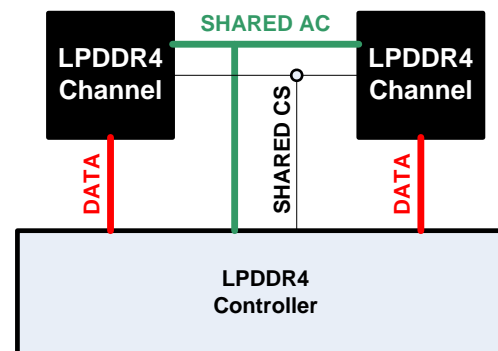 SHARED AC
LPDDR4
Channel
LPDDR4
Channel
SHARED CS
DATA
DATA
LPDDR4
Controller